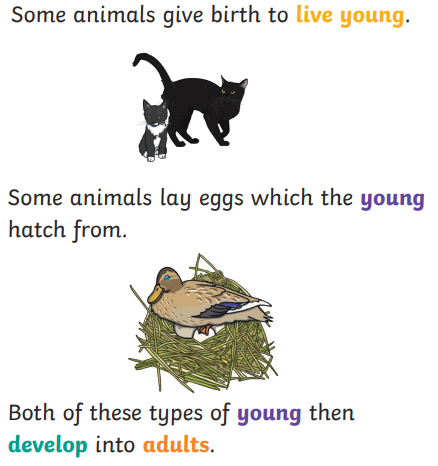 Some animals give birth to live young.
Some animals lay eggs which the young
hatch from.
Both of these types of young then
develop into adults.